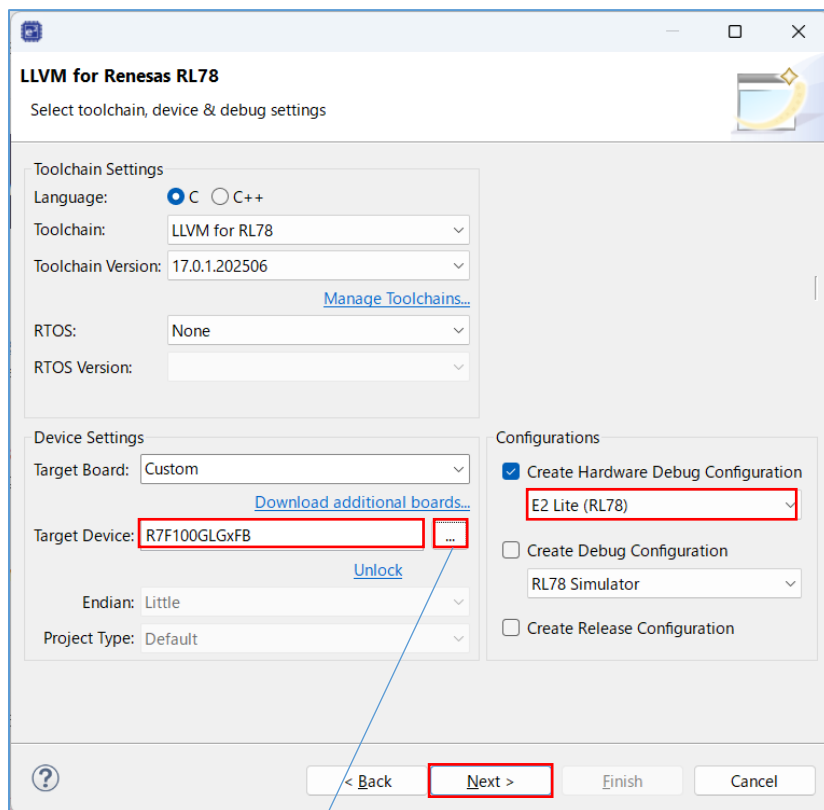 LLVM for Renesas RL78
Select toolchain, device & debug settings
Toolchain Settings
Language: C C++
Toolchain: LLVM for RL78
Toolchain Version: 17.0.1.202506
Manage Toolchains...
RTOS: None
RTOS Version:
Device Settings
Target Board: Custom
Download additional boards...
Target Device: R7F100GLGxFB ...
Unlock
Endian: Little
Project Type: Default
Configurations
Create Hardware Debug Configuration
E2 Lite (RL78)
Create Debug Configuration
RL78 Simulator
Create Release Configuration
? < Back Next > Finish Cancel